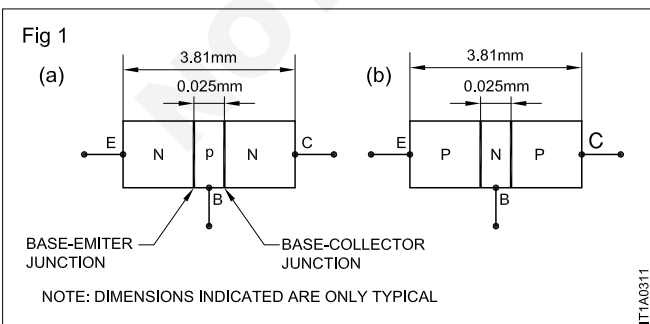 Fig 1
(a)
3.81mm
0.025mm
E
N
p
N
C
B
BASE-EMITER
JUNCTION
BASE-COLLECTOR
JUNCTION
(b)
3.81mm
0.025mm
E
P
N
P
C
B
NOTE: DIMENSIONS INDICATED ARE ONLY TYPICAL
IT1A0311
NO